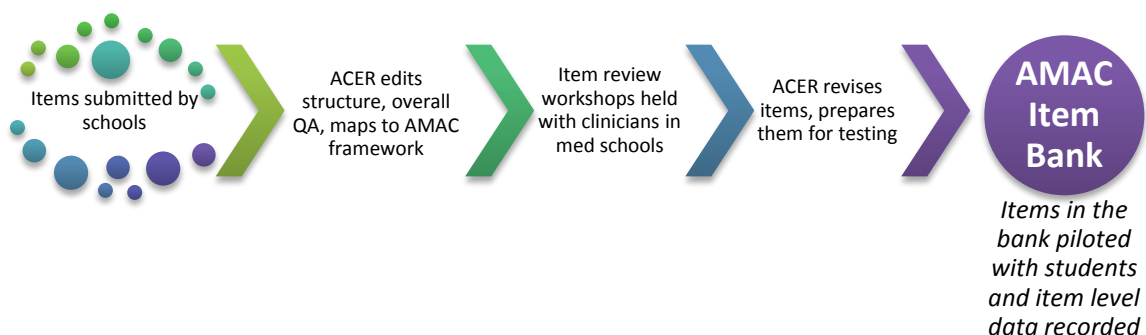 Items submitted by
schools
ACER edits
structure, overall
QA, maps to AMAC
framework
Item review
workshops held
with clinicians in
med schools
ACER revises
items, prepares
them for testing
AMAC
Item
Bank
Items in the
bank piloted
with students
and item level
data recorded